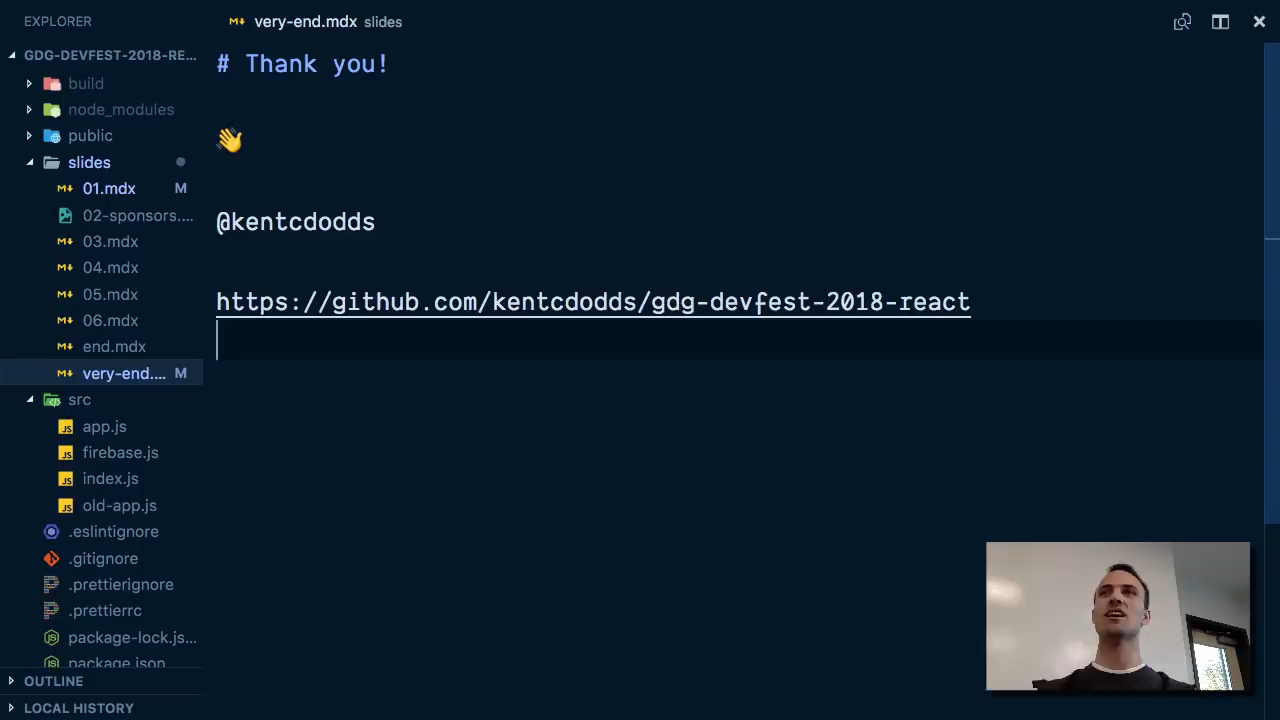 EXPLORER
very-end.mdx slides
GDG-DEVFEST-2018-RE...
build
node_modules
public
slides
01.mdx M
02-sponsors....
03.mdx
04.mdx
05.mdx
06.mdx
end.mdx
very-end.... M
src
app.js
firebase.js
index.js
old-app.js
.eslintignore
.gitignore
.prettierignore
.prettierrc
package-lock.js...
package.json
OUTLINE
LOCAL HISTORY
# Thank you!
👋
@kentcdodds
https://github.com/kentcdodds/gdg-devfest-2018-react